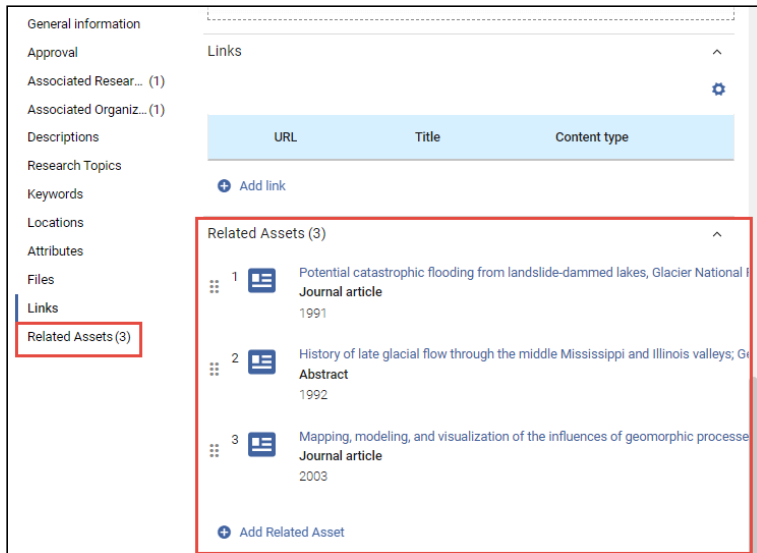 General information
Approval
Associated Resear... (1)
Associated Organiz... (1)
Descriptions
Research Topics
Keywords
Locations
Attributes
Files
Links
Related Assets (3)
Links
URL Title Content type
Add link
Related Assets (3)
1 Potential catastrophic flooding from landslide-dammed lakes, Glacier National
Journal article
1991
2 History of late glacial flow through the middle Mississippi and Illinois valleys;
Abstract
1992
3 Mapping, modeling, and visualization of the influences of geomorphic processe
Journal article
2003
Add Related Asset